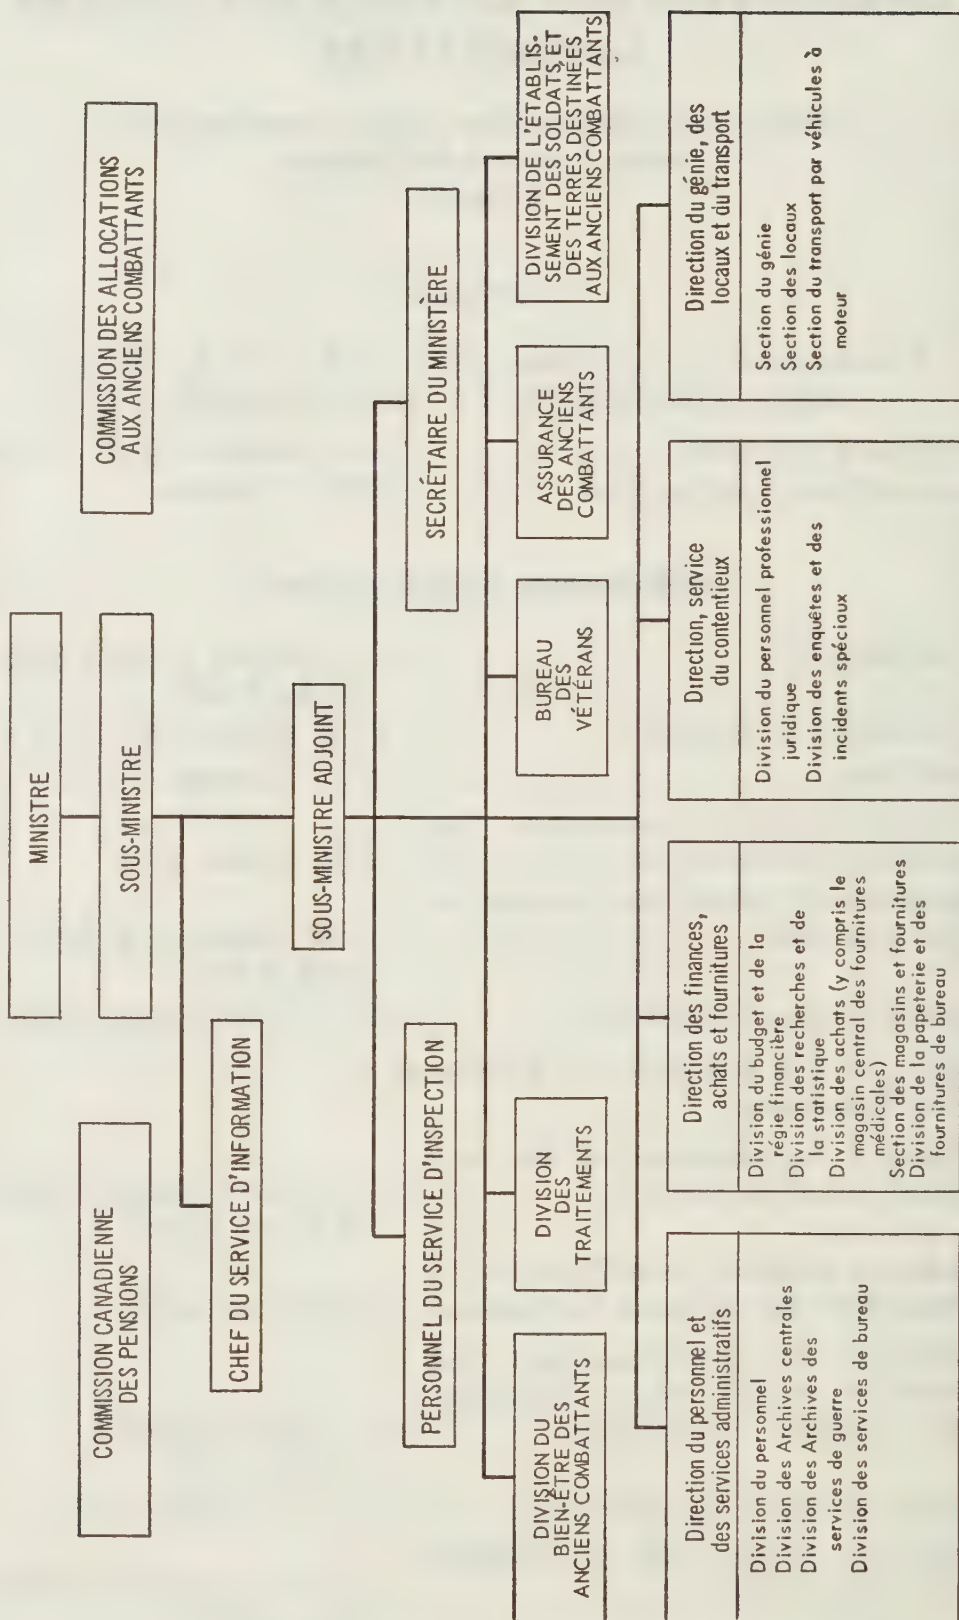 MINISTRE
COMMISSION CANADIENNE
DES PENSIONS
SOUS-MINISTRE
COMMISSION DES ALLOCATIONS
AUX ANCIENS COMBATTANTS
CHEF DU SERVICE D'INFORMATION
SOUS-MINISTRE ADJOINT
PERSONNEL DU SERVICE D'INSPECTION
SECRÉTAIRE DU MINISTÈRE
DIVISION DU
BIEN-ÊTRE DES
ANCIENS COMBATTANTS
DIVISION
DES
TRAITEMENTS
BUREAU
DES
VÉTÉRANS
ASSURANCE
DES ANCIENS
COMBATTANTS
DIVISION DE L'ÉTABLIS-
SEMENT DES SOLDATS, ET
DES TERRES DESTINÉES
AUX ANCIENS COMBATTANTS
Direction du personnel et
des services administratifs
Division du personnel
Division des Archives centrales
Division des Archives des
services de guerre
Division des services de bureau
Direction des finances,
achats et fournitures
Division du budget et de la
régie financière
Division des recherches et de
la statistique
Division des achats (y compris le
magasin central des fournitures
médicales)
Section des magasins et fournitures
Division de la papeterie et des
fournitures de bureau
Direction, service
du contentieux
Division du personnel professionnel
juridique
Division des enquêtes et des
incidents spéciaux
Direction du génie, des
locaux et du transport
Section du génie
Section des locaux
Section du transport par véhicules à
moteur